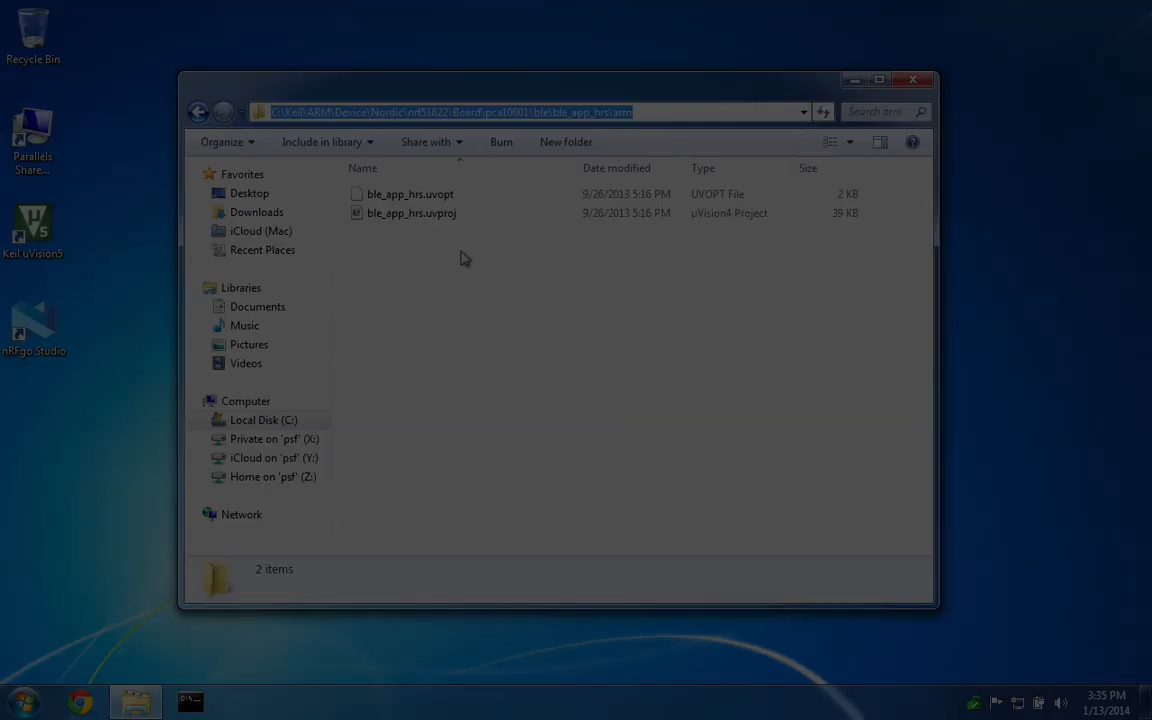 Recycle Bin
Parallels
Share...
Keil uVision5
nRFgo Studio
C:\Keil\ARM\Device\Nordic\nrf51822\Board\pca10001\ble\ble_app_hrs\arm
Search arm
Organize
Include in library
Share with
Burn
New folder
Name
Date modified
Type
Size
ble_app_hrs.uvopt
9/26/2013 5:16 PM
UVOPT File
2 KB
ble_app_hrs.uvproj
9/26/2013 5:16 PM
µVision4 Project
39 KB
Favorites
Desktop
Downloads
iCloud (Mac)
Recent Places
Libraries
Documents
Music
Pictures
Videos
Computer
Local Disk (C:)
Private on 'psf' (X:)
iCloud on 'psf' (Y:)
Home on 'psf' (Z:)
Network
2 items
3:35 PM
1/13/2014